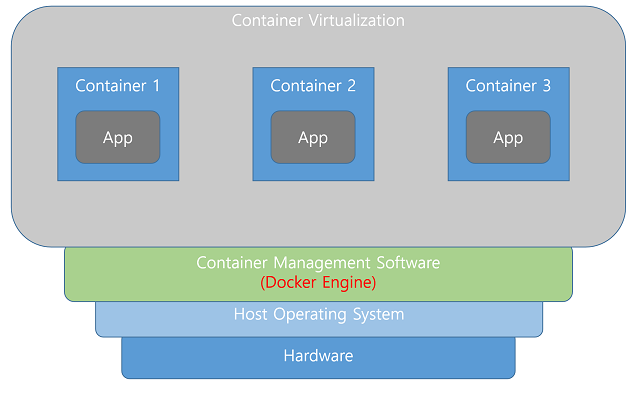 Container Virtualization
Container 1
App
Container 2
App
Container 3
App
Container Management Software
(Docker Engine)
Host Operating System
Hardware